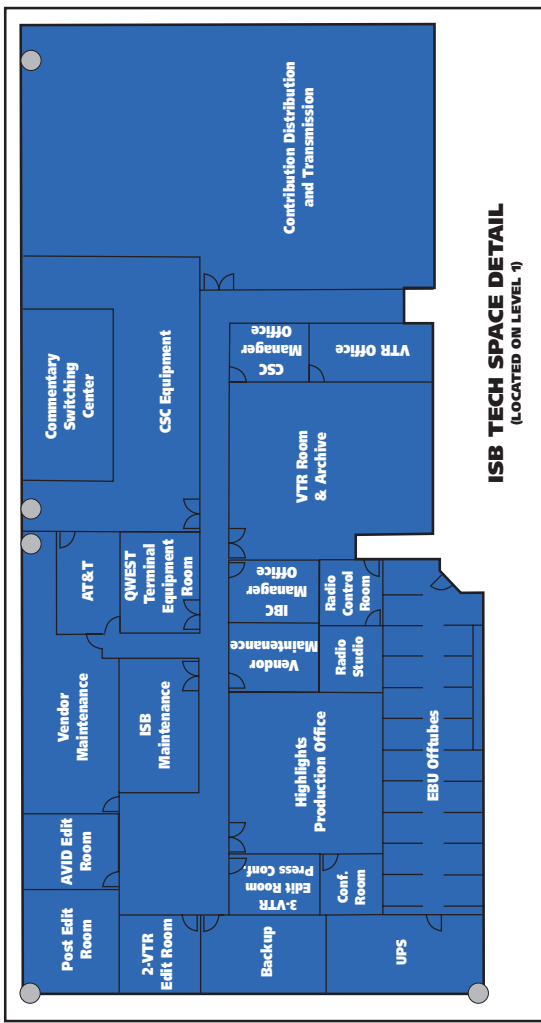 Post Edit
Room
AVID Edit
Room
Vendor
Maintenance
AT&T
Commentary
Switching
Center
2-VTR
Edit Room
ISB
Maintenance
QWEST
Terminal
Equipment
Room
CSC Equipment
Contribution Distribution
and Transmission
Backup
3-VTR
Edit Room
Press Conf.
Highlights
Production Office
Vendor
Maintenance
IBC
Manager
Office
VTR Room
& Archive
CSC
Manager
Office
UPS
Conf.
Room
Radio
Studio
Radio
Control
Room
VTR Office
EBU Offtubes
ISB TECH SPACE DETAIL
(LOCATED ON LEVEL 1)